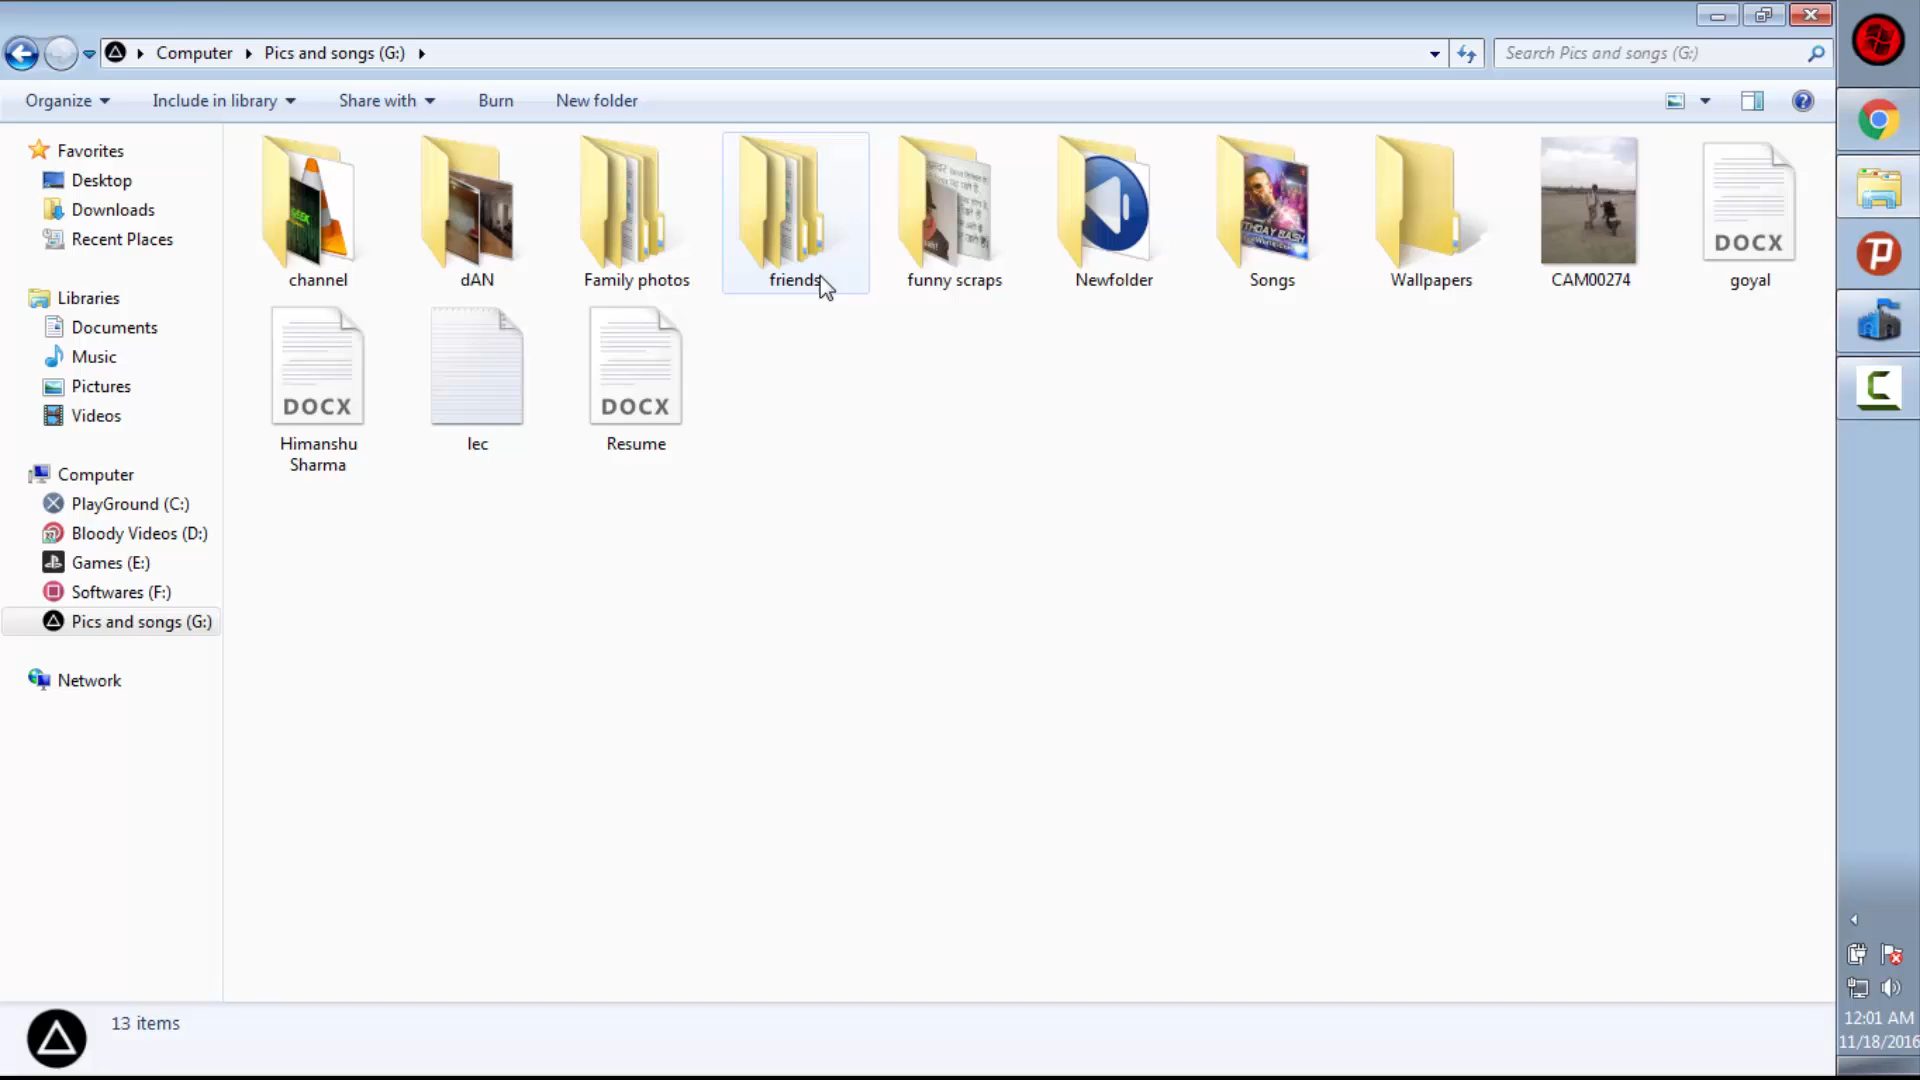 Computer Pics and songs (G:)
Search Pics and songs (G:)
Organize Include in library Share with Burn New folder
Favorites
Desktop
Downloads
Recent Places
Libraries
Documents
Music
Pictures
Videos
Computer
PlayGround (C:)
Bloody Videos (D:)
Games (E:)
Softwares (F:)
Pics and songs (G:)
Network
channel
dAN
Family photos
friends
funny scraps
Newfolder
Songs
Wallpapers
CAM00274
DOCX
goyal
DOCX
Himanshu
Sharma
lec
DOCX
Resume
13 items
12:01 AM
11/18/2016